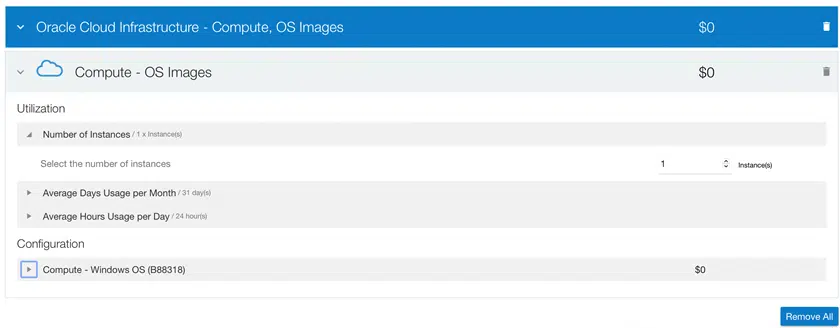 Oracle Cloud Infrastructure - Compute, OS Images $0
Compute - OS Images $0
Utilization
Number of Instances / 1 x Instance(s)
Select the number of instances 1 Instance(s)
Average Days Usage per Month / 31 day(s)
Average Hours Usage per Day / 24 hour(s)
Configuration
Compute - Windows OS (B88318) $0
Remove All